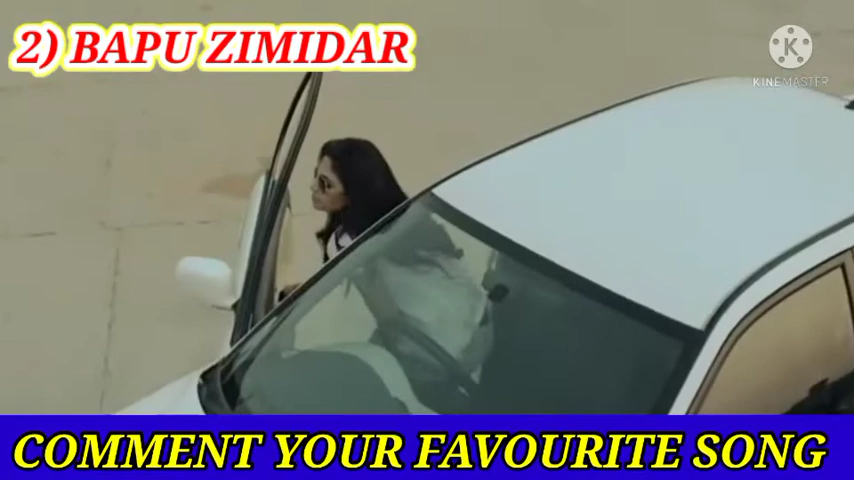 2) BAPU ZIMIDAR
K
KINEMASTER
COMMENT YOUR FAVOURITE SONG